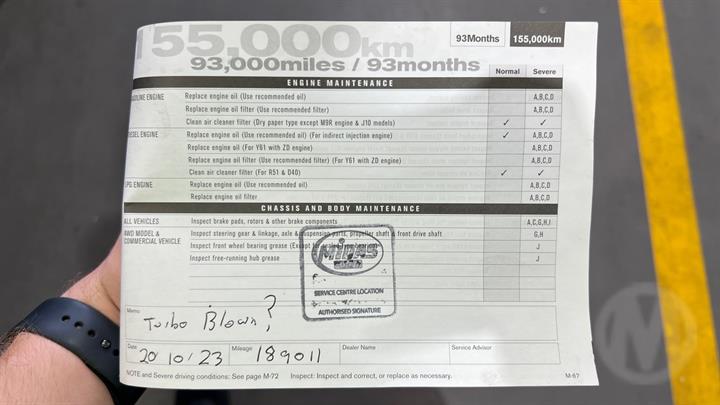 155,000km
93Months 155,000km
93,000miles / 93months
Normal Severe
ENGINE MAINTENANCE
ENGINE Replace engine oil (Use recommended oil) A,B,C,D
Replace engine oil filter (Use recommended filter) A,B,C,D
Clean air cleaner filter (Dry paper type except M9R engine & J10 models) ✓ ✓
ENGINE Replace engine oil (Use recommended oil) (For indirect injection engine) ✓ A,B,C,D
Replace engine oil (For Y61 with ZD engine) A,B,C,D
Replace engine oil filter (Use recommended filter) (For Y61 with ZD engine) A,B,C,D
Clean air cleaner filter (For R51 & D40) ✓ ✓
LPG ENGINE Replace engine oil (Use recommended oil) A,B,C,D
Replace engine oil filter A,B,C,D
CHASSIS AND BODY MAINTENANCE
ALL VEHICLES Inspect brake pads, rotors & other brake components A,C,G,H,I
4WD MODEL & COMMERCIAL VEHICLE Inspect steering gear & linkage, axle & suspension parts, propeller shaft & front drive shaft G,H
Inspect front wheel bearing grease (Except J
Inspect free-running hub grease J
MIDAS
SERVICE CENTRE LOCATION
AUTHORISED SIGNATURE
Memo
Turbo Blown?
Date 20/10/23 Mileage 189011 Dealer Name Service Advisor
NOTE and Severe driving conditions: See page M-72 Inspect: Inspect and correct, or replace as necessary. M-67